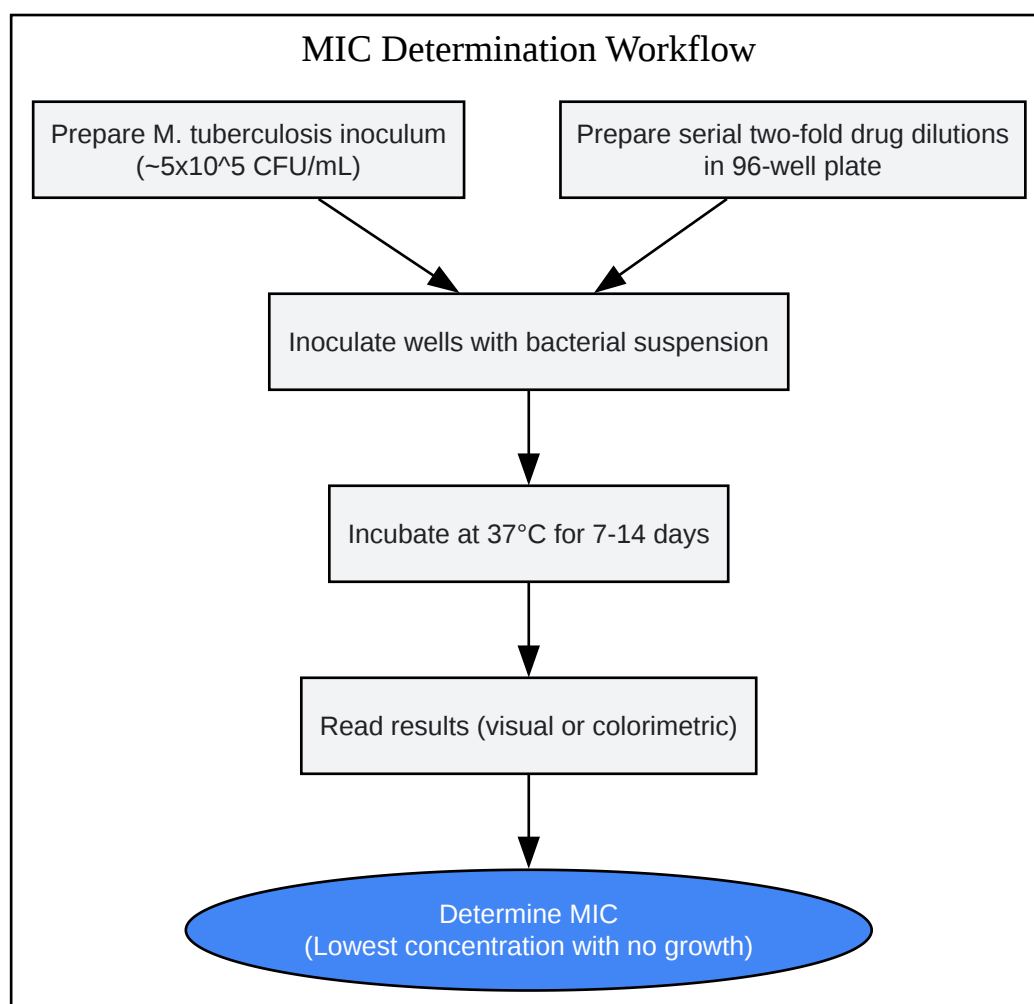 MIC Determination Workflow
Prepare M. tuberculosis inoculum
(~5x10^5 CFU/mL)
Prepare serial two-fold drug dilutions
in 96-well plate
Inoculate wells with bacterial suspension
Incubate at 37°C for 7-14 days
Read results (visual or colorimetric)
Determine MIC
(Lowest concentration with no growth)